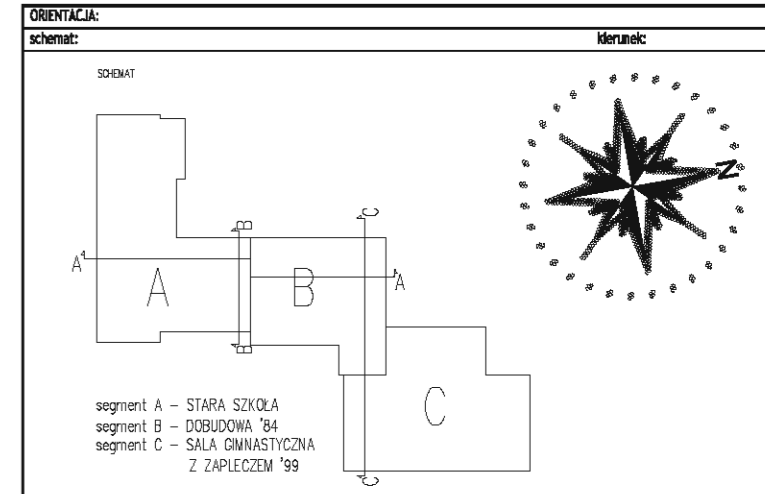 ORIENTACJA:
schemat: kierunek:
SCHEMAT
N
C
B
A
A
B
A
A
B
C
segment A – STARA SZKOŁA
segment B – DOBUDOWA '84
segment C – SALA GIMNASTYCZNA
Z ZAPLECZEM '99
C